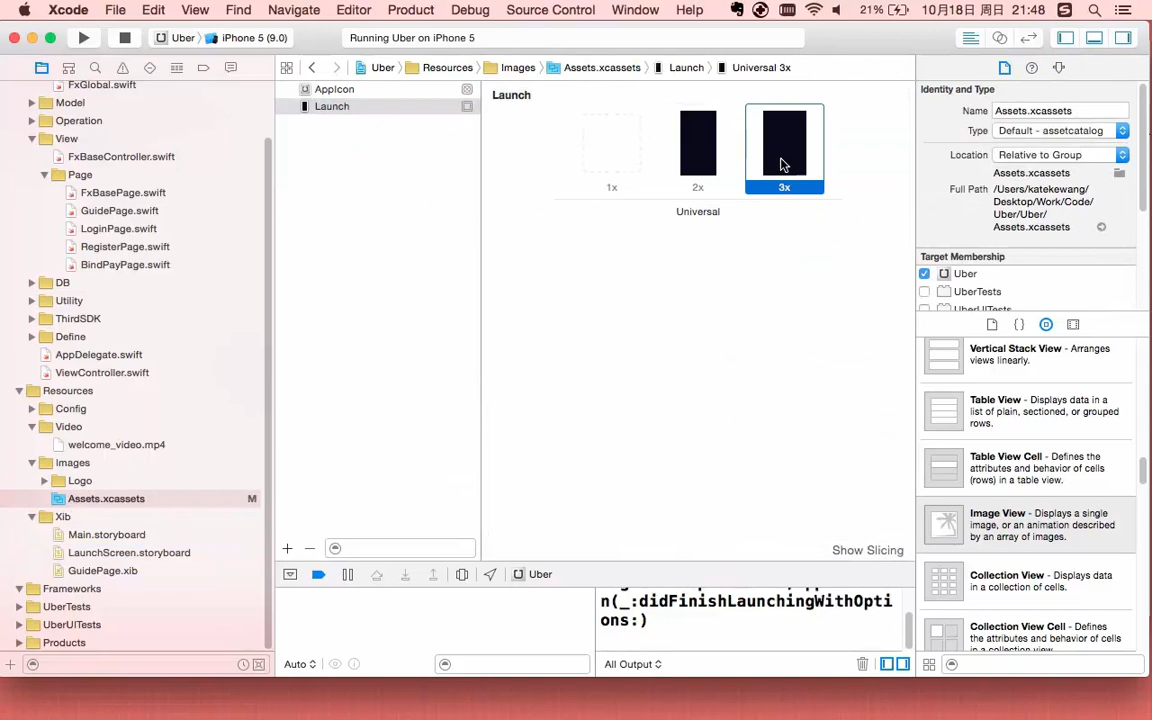 Xcode File Edit View Find Navigate Editor Product Debug Source Control Window Help 21% 10月18日 周日 21:48
Uber iPhone 5 (9.0) Running Uber on iPhone 5
Uber Resources Images Assets.xcassets Launch Universal 3x
FxGlobal.swift
Model
Operation
View
FxBaseController.swift
Page
FxBasePage.swift
GuidePage.swift
LoginPage.swift
RegisterPage.swift
BindPayPage.swift
DB
Utility
ThirdSDK
Define
AppDelegate.swift
ViewController.swift
Resources
Config
Video
welcome_video.mp4
Images
Logo
Assets.xcassets M
Xib
Main.storyboard
LaunchScreen.storyboard
GuidePage.xib
Frameworks
UberTests
UberUITests
Products
AppIcon
Launch
Launch
1x 2x 3x
Universal
Show Slicing
Uber
n(_:didFinishLaunchingWithOpti
ons:)
Auto
All Output
Identity and Type
Name Assets.xcassets
Type Default - assetcatalog
Location Relative to Group
Assets.xcassets
Full Path /Users/katekewang/
Desktop/Work/Code/
Uber/Uber/
Assets.xcassets
Target Membership
Uber
UberTests
UberUITests
Vertical Stack View - Arranges
views linearly.
Table View - Displays data in a
list of plain, sectioned, or grouped
rows.
Table View Cell - Defines the
attributes and behavior of cells
(rows) in a table view.
Image View - Displays a single
image, or an animation described
by an array of images.
Collection View - Displays data
in a collection of cells.
Collection View Cell - Defines
the attributes and behavior of cells